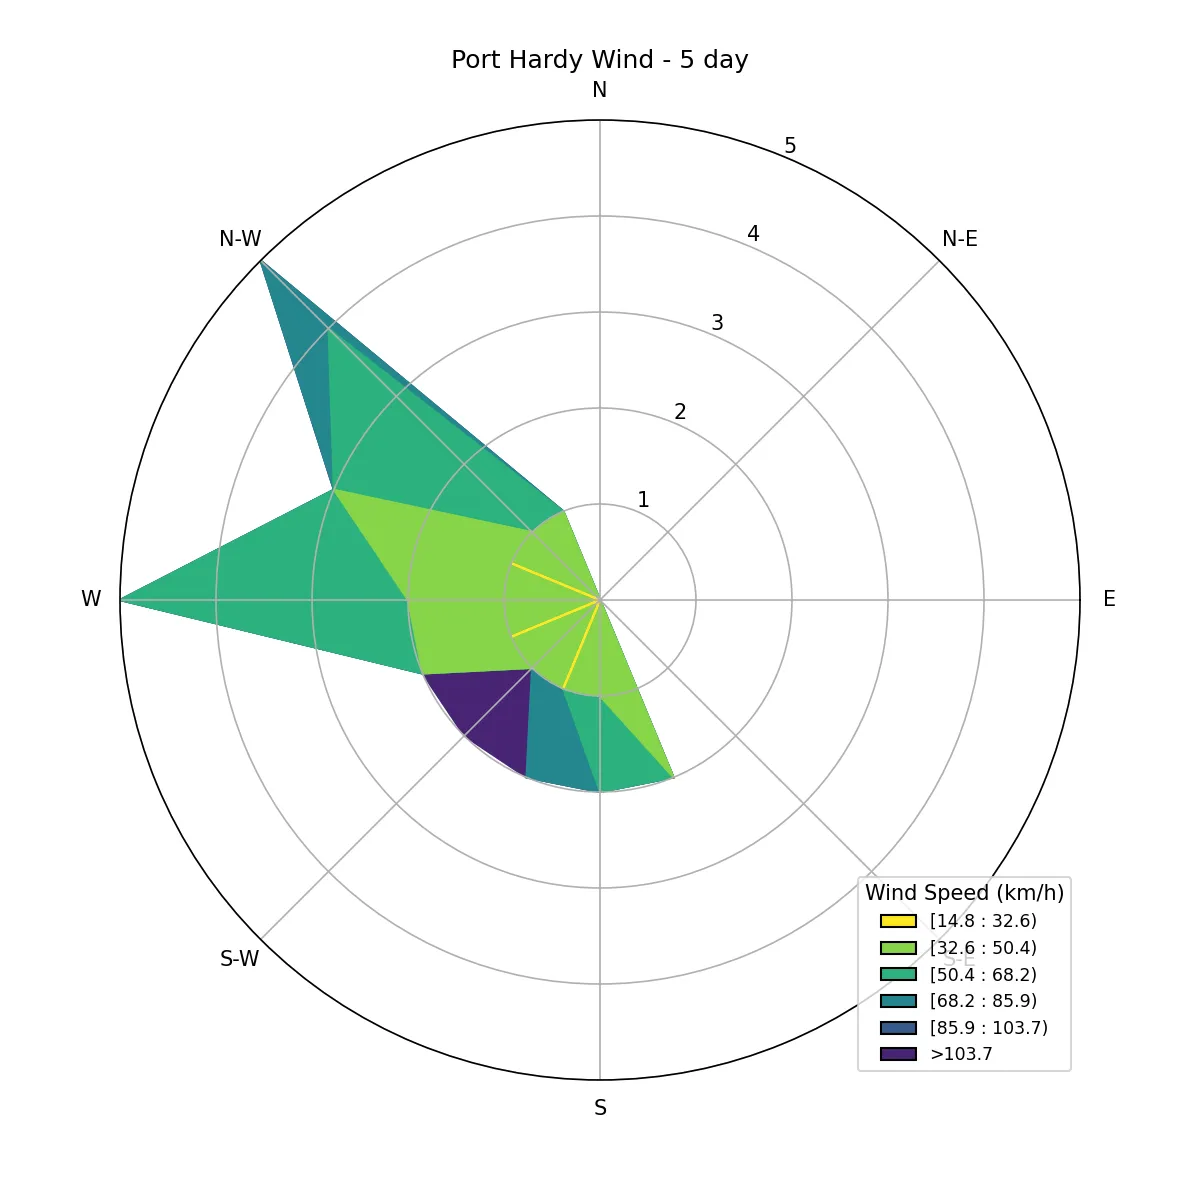 Port Hardy Wind - 5 day
N
5
N-W
N-E
4
3
2
1
W
E
S-W
S-E
S
Wind Speed (km/h)
[14.8 : 32.6)
[32.6 : 50.4)
[50.4 : 68.2)
[68.2 : 85.9)
[85.9 : 103.7)
>103.7